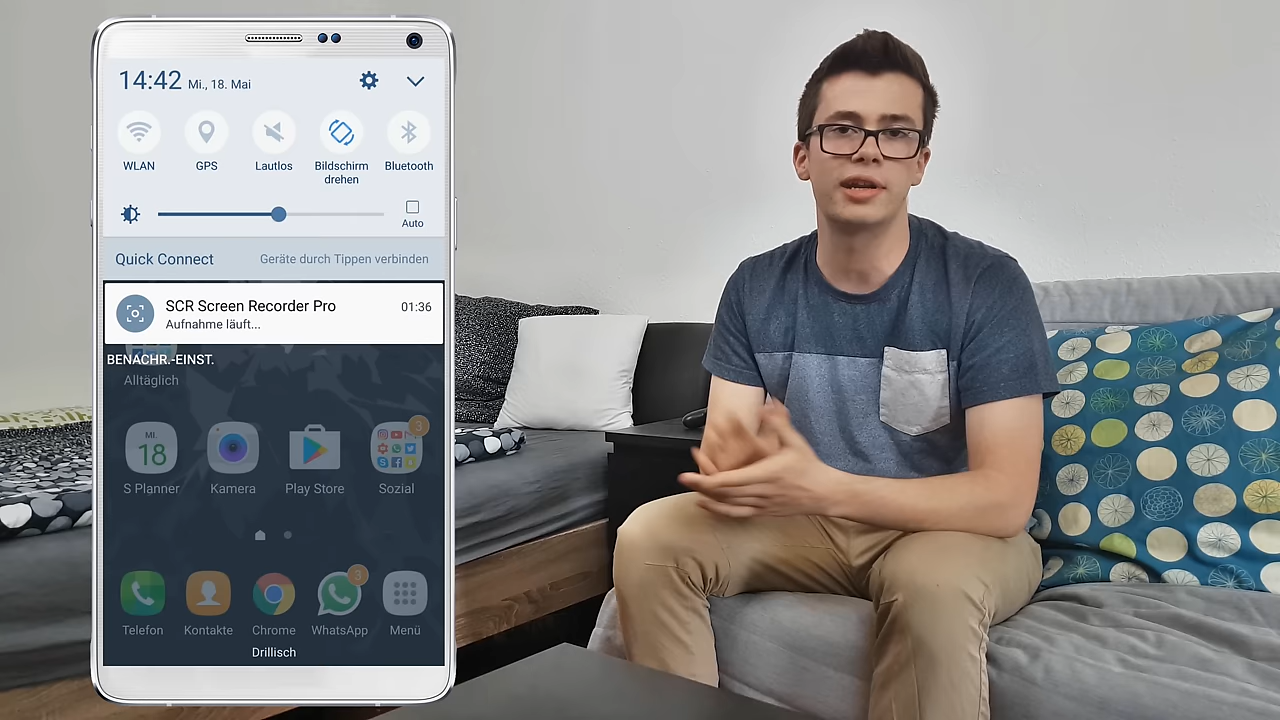 14:42 Mi., 18. Mai
WLAN GPS Lautlos Bildschirm drehen Bluetooth
Auto
Quick Connect Geräte durch Tippen verbinden
SCR Screen Recorder Pro 01:36
Aufnahme läuft...
BENACHR.-EINST.
Alltäglich
MI.
18
3
S Planner Kamera Play Store Sozial
3
Telefon Kontakte Chrome WhatsApp Menü
Drillisch